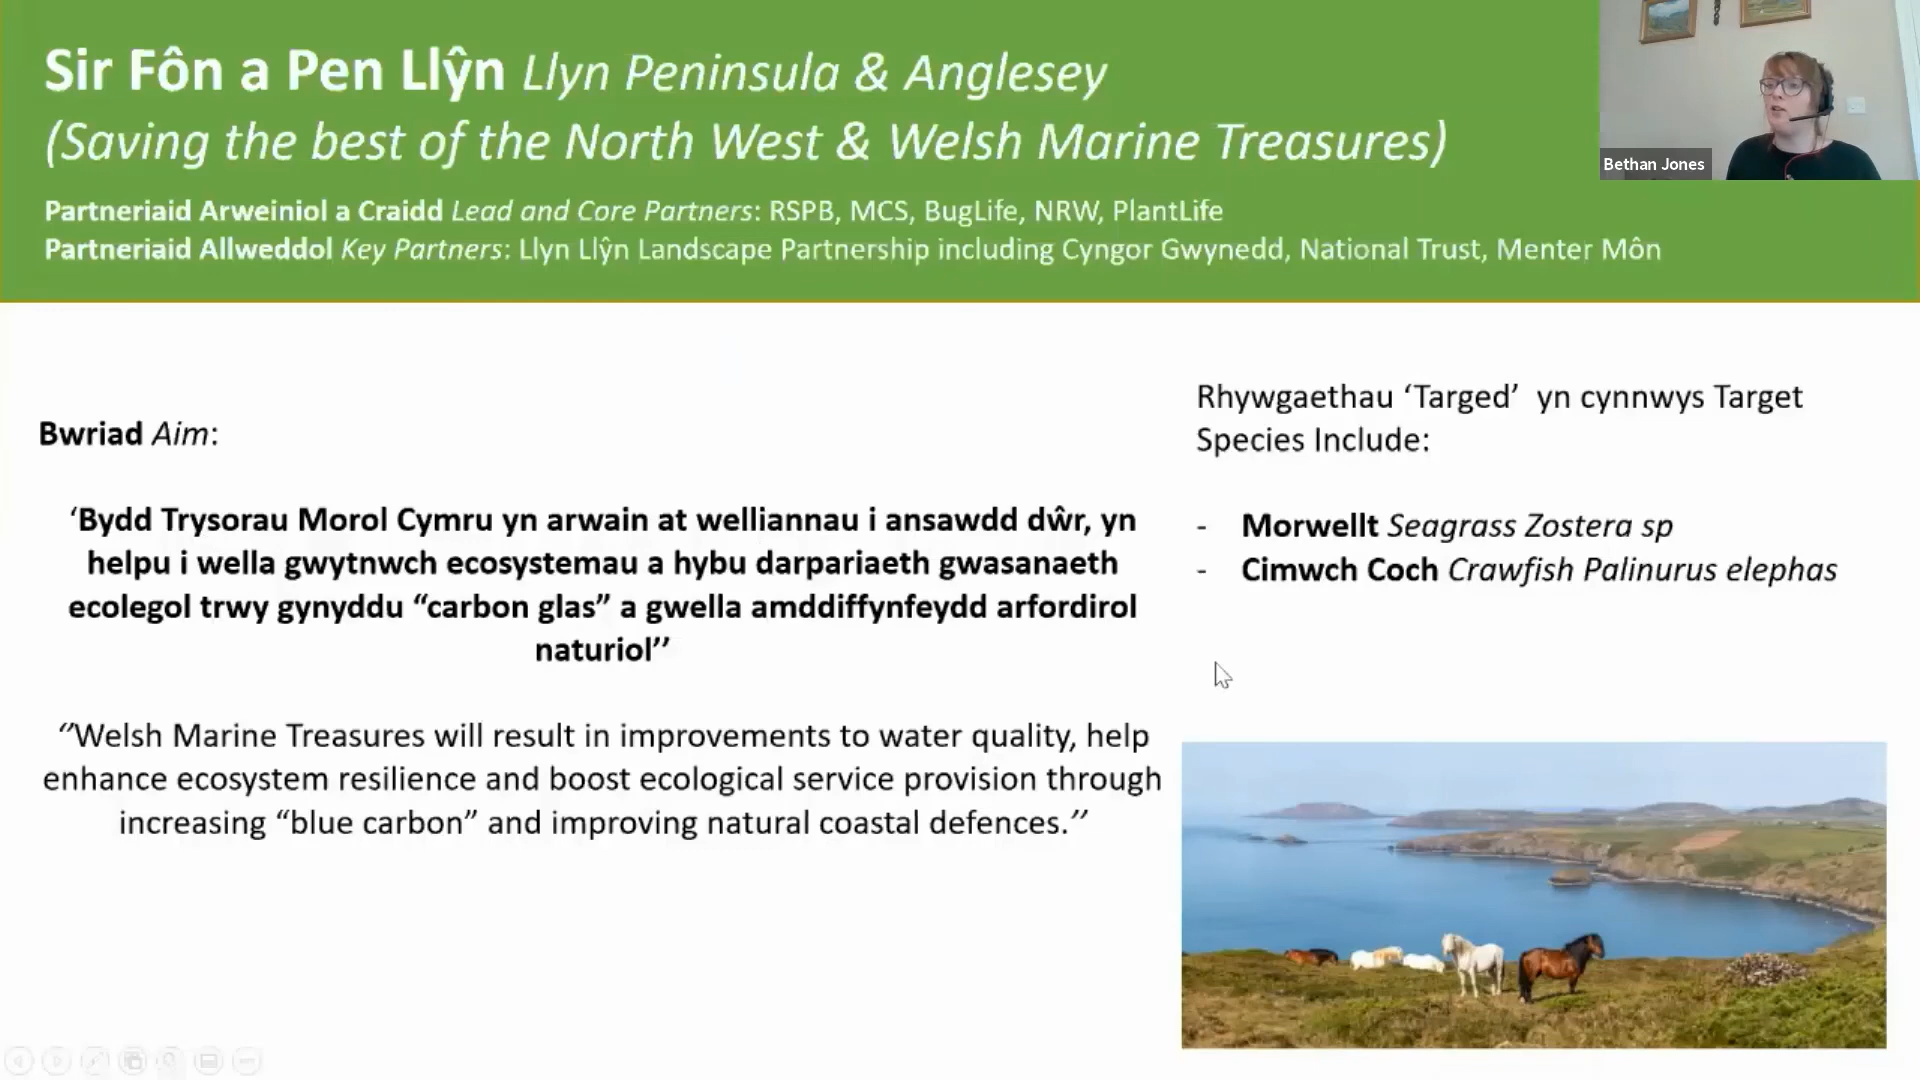 Sir Fôn a Pen Llŷn Llyn Peninsula & Anglesey
(Saving the best of the North West & Welsh Marine Treasures)
Partneriaid Arweiniol a Craidd Lead and Core Partners: RSPB, MCS, BugLife, NRW, PlantLife
Partneriaid Allweddol Key Partners: Llyn Llŷn Landscape Partnership including Cyngor Gwynedd, National Trust, Menter Môn
Bethan Jones
Bwriad Aim:
‘Bydd Trysorau Morol Cymru yn arwain at welliannau i ansawdd dŵr, yn
helpu i wella gwytnwch ecosystemau a hybu darpariaeth gwasanaeth
ecolegol trwy gynyddu “carbon glas” a gwella amddiffynfeydd arfordirol
naturiol’’
‘’Welsh Marine Treasures will result in improvements to water quality, help
enhance ecosystem resilience and boost ecological service provision through
increasing “blue carbon” and improving natural coastal defences.’’
Rhywgaethau ‘Targed’ yn cynnwys Target
Species Include:
- Morwellt Seagrass Zostera sp
- Cimwch Coch Crawfish Palinurus elephas